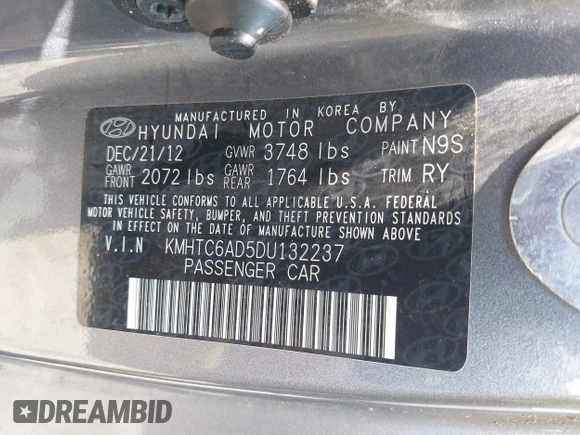 MANUFACTURED IN KOREA BY
HYUNDAI MOTOR COMPANY
DEC/21/12 GVWR 3748 lbs PAINT N9S
GAWR FRONT 2072 lbs GAWR REAR 1764 lbs TRIM RY
THIS VEHICLE CONFORMS TO ALL APPLICABLE U.S.A. FEDERAL
MOTOR VEHICLE SAFETY, BUMPER, AND THEFT PREVENTION STANDARDS
IN EFFECT ON THE DATE OF MANUFACTURE SHOWN ABOVE
V.I.N KMHTC6AD5DU132237
PASSENGER CAR
DREAMBID